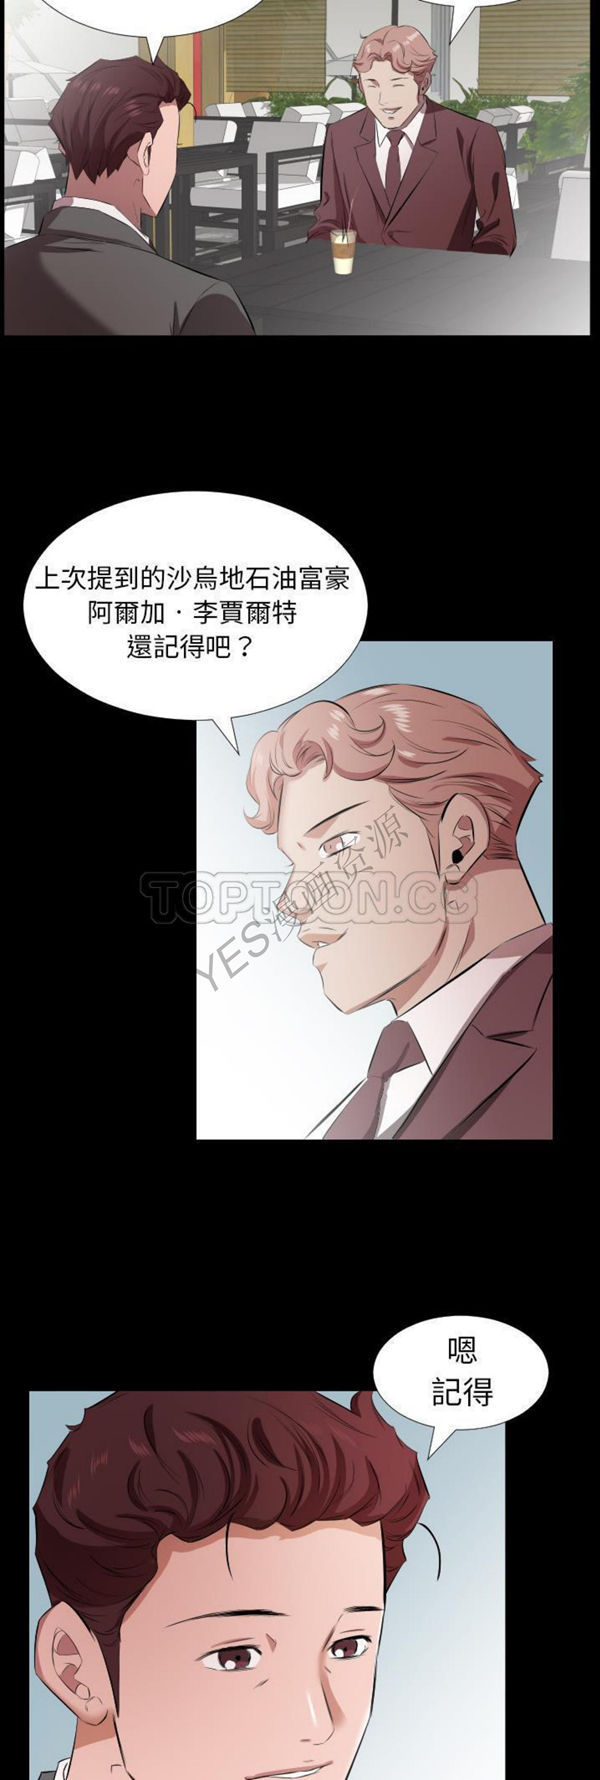 上次提到的沙烏地石油富豪
阿爾加·李賈爾特
還記得吧？
TOPTOON.CC
YES漫画资源
嗯
記得